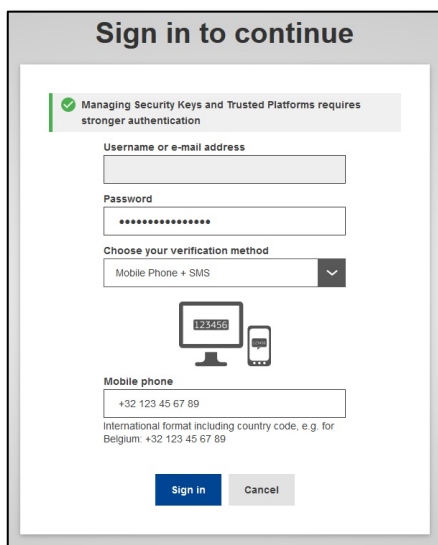 Sign in to continue
Managing Security Keys and Trusted Platforms requires
stronger authentication
Username or e-mail address
Password
Choose your verification method
Mobile Phone + SMS
123456
Mobile phone
+32 123 45 67 89
International format including country code, e.g. for
Belgium: +32 123 45 67 89
Sign in Cancel